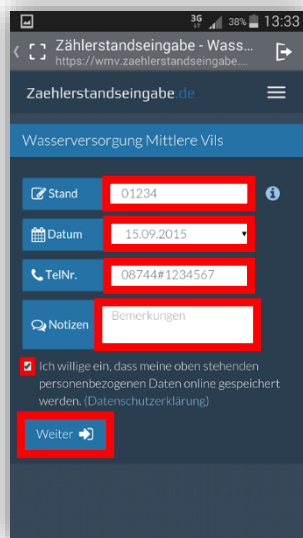 3G 38% 13:33
Zählerstandseingabe - Wass...
https://wmv.zaehlerstandseingabe....
Zaehlerstandseingabe.de
Wasserversorgung Mittlere Vils
Stand 01234
Datum 15.09.2015
TelNr. 08744#1234567
Notizen Bemerkungen
Ich willige ein, dass meine oben stehenden
personenbezogenen Daten online gespeichert
werden. (Datenschutzerklärung)
Weiter